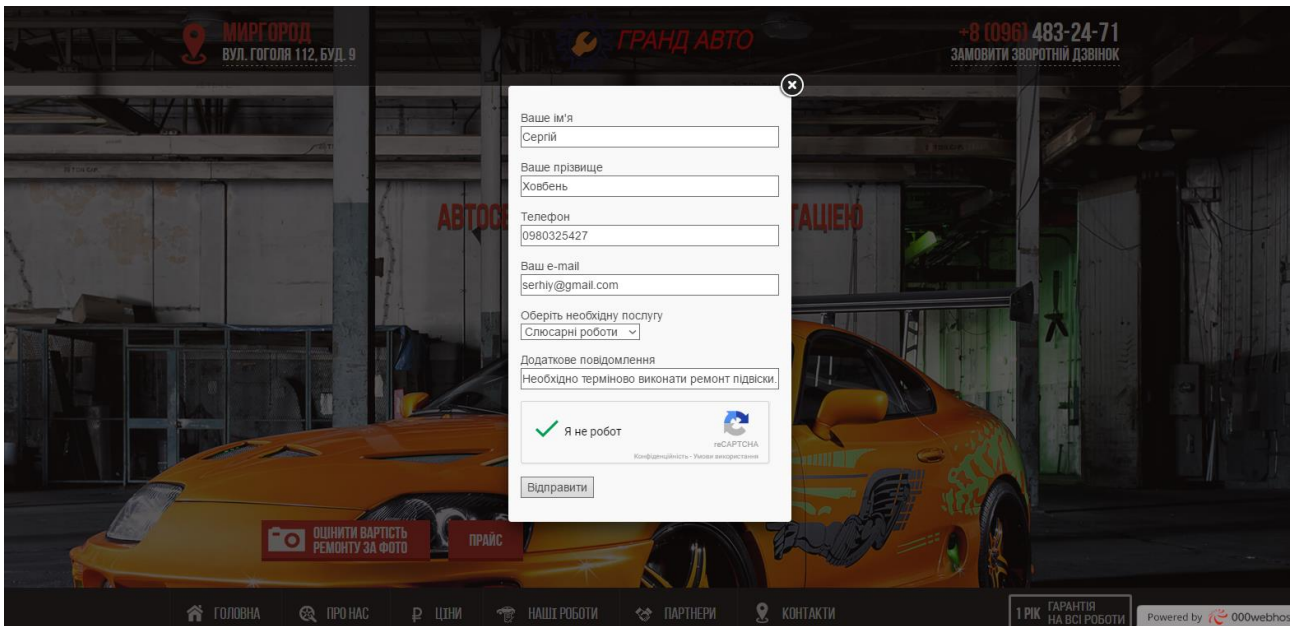 МИРГОРОД
ВУЛ. ГОГОЛЯ 112, БУД. 9
ГРАНД АВТО
+8 (096) 483-24-71
ЗАМОВИТИ ЗВОРОТНІЙ ДЗВІНОК
Ваше ім'я
Сергій
Ваше прізвище
Ховбень
Телефон
0980325427
Ваш e-mail
serhiy@gmail.com
Оберіть необхідну послугу
Слюсарні роботи
Додаткове повідомлення
Необхідно терміново виконати ремонт підвіски.
Я не робот
reCAPTCHA
Конфіденційність - Умови використання
Відправити
ОЦІНИТИ ВАРТІСТЬ
РЕМОНТУ ЗА ФОТО
ПРАЙС
ГОЛОВНА ПРО НАС ЦІНИ НАШІ РОБОТИ ПАРТНЕРИ КОНТАКТИ
1 РІК ГАРАНТІЯ
НА ВСІ РОБОТИ
Powered by 000webhos